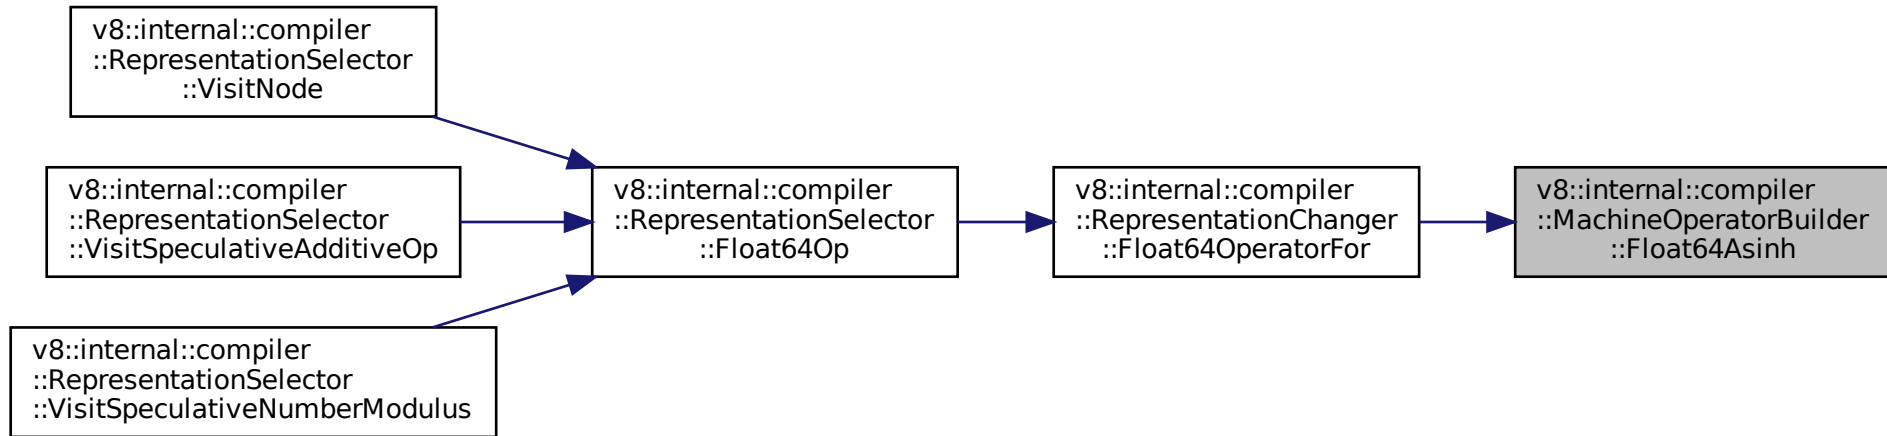 v8::internal::compiler
::RepresentationSelector
::VisitNode
v8::internal::compiler
::RepresentationSelector
::VisitSpeculativeAdditiveOp
v8::internal::compiler
::RepresentationSelector
::VisitSpeculativeNumberModulus
v8::internal::compiler
::RepresentationSelector
::Float64Op
v8::internal::compiler
::RepresentationChanger
::Float64OperatorFor
v8::internal::compiler
::MachineOperatorBuilder
::Float64Asinh